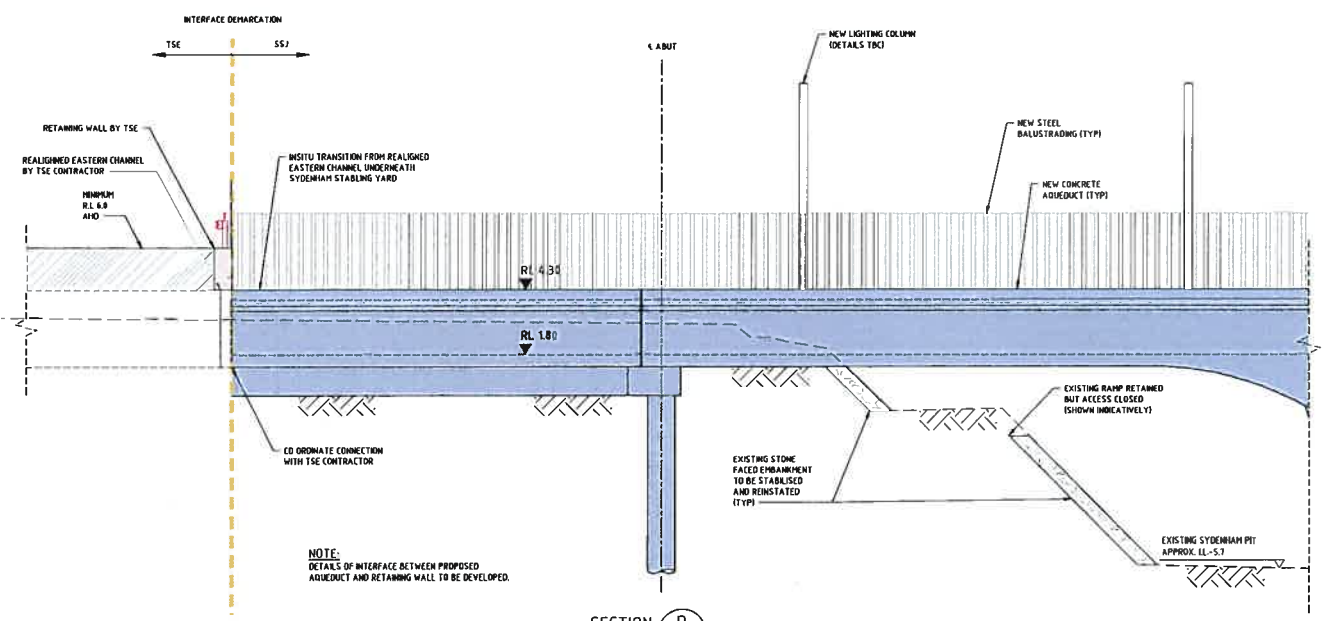 INTERFACE DEMARCATION
TSE
SSJ
℄ ABUT
NEW LIGHTING COLUMN
(DETAILS TBC)
RETAINING WALL BY TSE
REALIGNNED EASTERN CHANNEL
BY TSE CONTRACTOR
MINIMUM
R.L 6.0
AHD
INSITU TRANSITION FROM REALIGNED
EASTERN CHANNEL UNDERNEATH
SYDENHAM STABLING YARD
NEW STEEL
BALUSTRADING (TYP)
NEW CONCRETE
AQUEDUCT (TYP)
RL 4.30
RL 1.80
CO ORDINATE CONNECTION
WITH TSE CONTRACTOR
EXISTING RAMP RETAINED
BUT ACCESS CLOSED
(SHOWN INDICATIVELY)
EXISTING STONE
FACED EMBANKMENT
TO BE STABILISED
AND REINSTATED
(TYP)
EXISTING SYDENHAM PIT
APPROX. LL-5.7
NOTE:
DETAILS OF INTERFACE BETWEEN PROPOSED
AQUEDUCT AND RETAINING WALL TO BE DEVELOPED.
SECTION